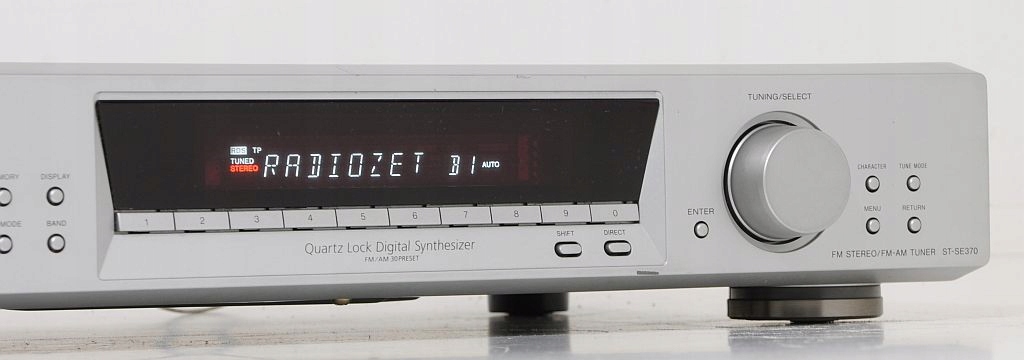 TUNING/SELECT
RDS TP
TUNED
STEREO
RADIOZET B1 AUTO
CHARACTER TUNE MODE
DISPLAY
MENU RETURN
ENTER
1 2 3 4 5 6 7 8 9 0
MODE BAND
SHIFT DIRECT
Quartz Lock Digital Synthesizer
FM/AM 30PRESET
FM STEREO/FM-AM TUNER ST-SE370